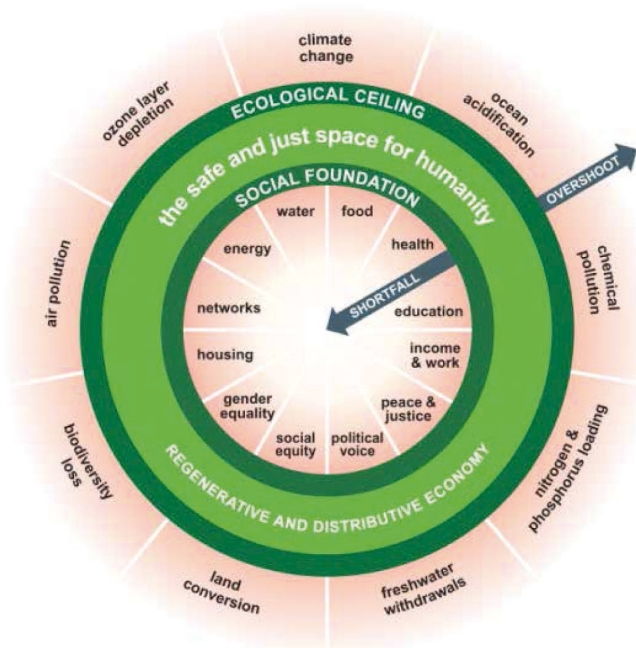 climate
change
ocean
acidification
chemical
pollution
nitrogen &
phosphorus loading
freshwater
withdrawals
land
conversion
biodiversity
loss
air pollution
ozone layer
depletion
ECOLOGICAL CEILING
the safe and just space for humanity
SOCIAL FOUNDATION
OVERSHOOT
SHORTFALL
water
food
health
education
income
& work
peace &
justice
political
voice
social
equity
gender
equality
housing
networks
energy
REGENERATIVE AND DISTRIBUTIVE ECONOMY